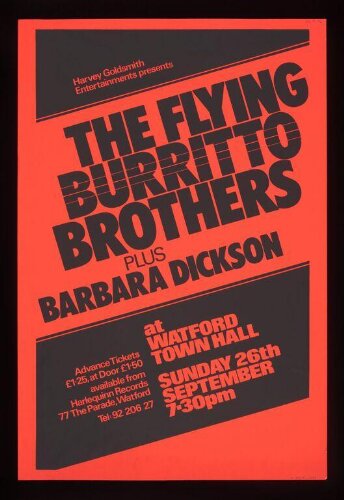 Harvey Goldsmith
Entertainments presents
THE FLYING
BURRITTO
BROTHERS
PLUS
BARBARA DICKSON
at
WATFORD
TOWN HALL
SUNDAY 26th
SEPTEMBER
7·30pm
Advance Tickets
£1·25, at Door £1·50
available from
Harlequinn Records
77 The Parade, Watford
Tel· 92 206 27